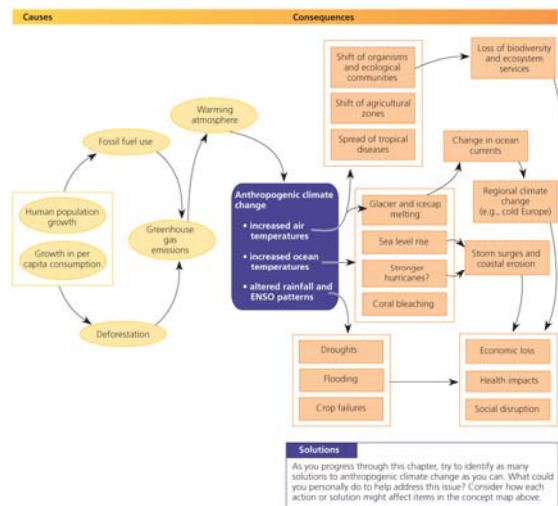 Causes
Consequences
Shift of organisms
and ecological
communities
Shift of agricultural
zones
Spread of tropical
diseases
Loss of biodiversity
and ecosystem
services
Warming
atmosphere
Fossil fuel use
Human population
growth
Growth in per
capita consumption
Greenhouse
gas
emissions
Deforestation
Anthropogenic climate
change
• increased air
temperatures
• increased ocean
temperatures
• altered rainfall and
ENSO patterns
Change in ocean
currents
Glacier and icecap
melting
Sea level rise
Stronger
hurricanes?
Coral bleaching
Regional climate
change
(e.g., cold Europe)
Storm surges and
coastal erosion
Droughts
Flooding
Crop failures
Economic loss
Health impacts
Social disruption
Solutions
As you progress through this chapter, try to identify as many
solutions to anthropogenic climate change as you can. What could
you personally do to help address this issue? Consider how each
action or solution might affect items in the concept map above.